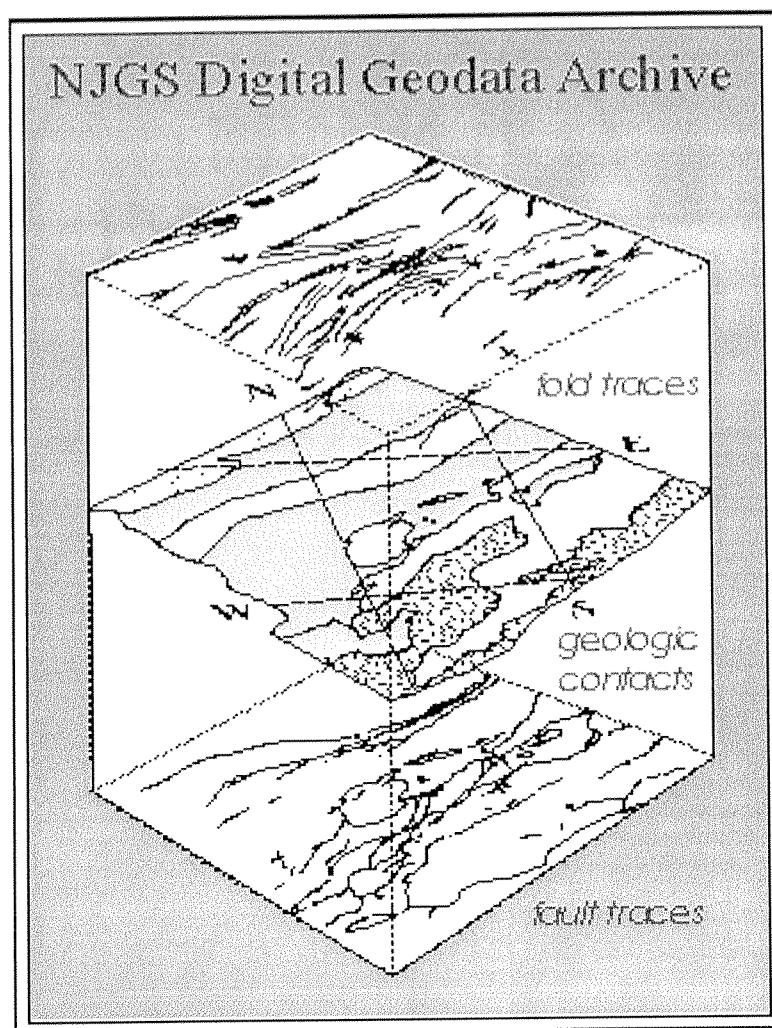 NJGS Digital Geodata Archive
fold traces
N
E
W
S
geologic
contacts
fault traces